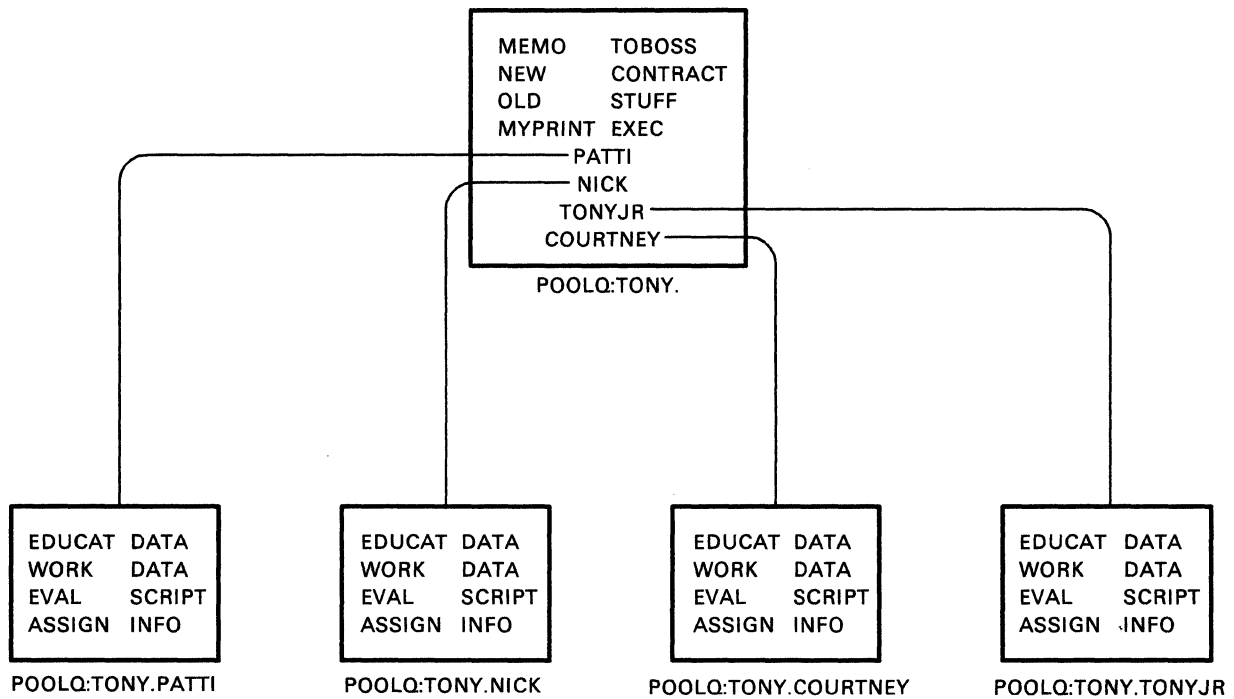 MEMO TOBOSS
NEW CONTRACT
OLD STUFF
MYPRINT EXEC
PATTI
NICK
TONYJR
COURTNEY
POOLQ:TONY.
EDUCAT DATA
WORK DATA
EVAL SCRIPT
ASSIGN INFO
POOLQ:TONY.PATTI
EDUCAT DATA
WORK DATA
EVAL SCRIPT
ASSIGN INFO
POOLQ:TONY.NICK
EDUCAT DATA
WORK DATA
EVAL SCRIPT
ASSIGN INFO
POOLQ:TONY.COURTNEY
EDUCAT DATA
WORK DATA
EVAL SCRIPT
ASSIGN INFO
POOLQ:TONY.TONYJR